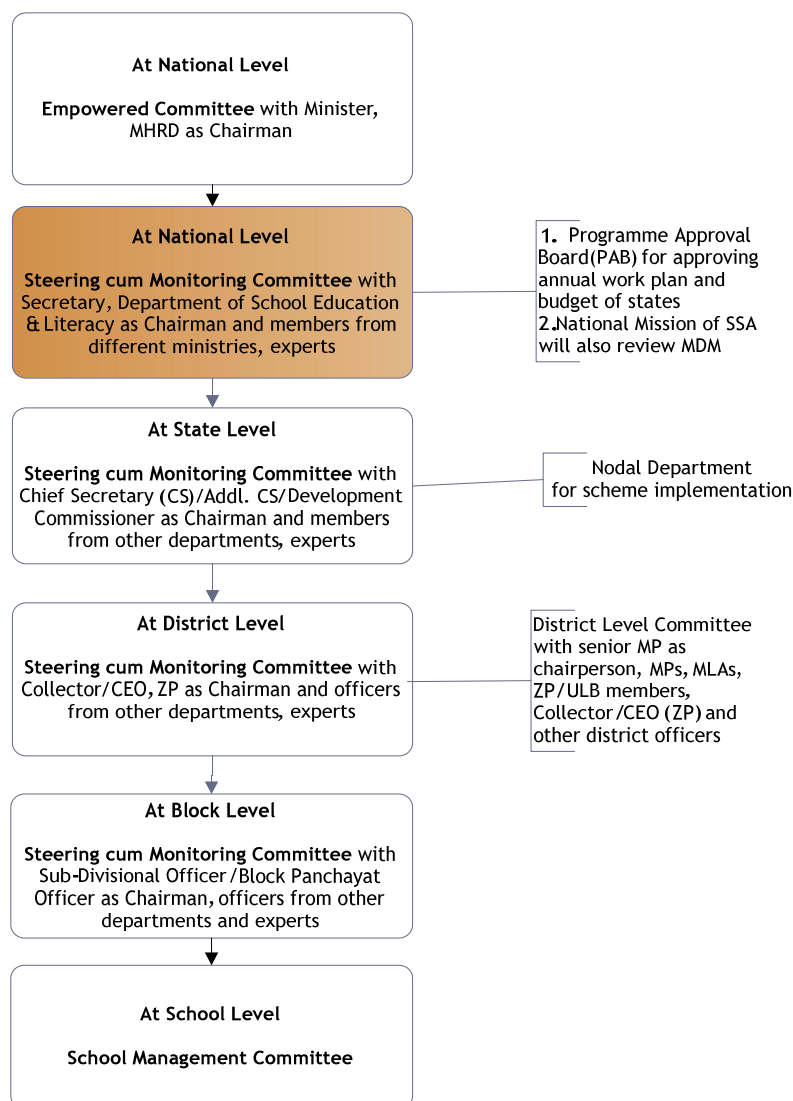 At National Level
Empowered Committee with Minister,
MHRD as Chairman
At National Level
Steering cum Monitoring Committee with
Secretary, Department of School Education
& Literacy as Chairman and members from
different ministries, experts
1. Programme Approval
Board(PAB) for approving
annual work plan and
budget of states
2.National Mission of SSA
will also review MDM
At State Level
Steering cum Monitoring Committee with
Chief Secretary (CS)/Addl. CS/Development
Commissioner as Chairman and members
from other departments, experts
Nodal Department
for scheme implementation
At District Level
Steering cum Monitoring Committee with
Collector/CEO, ZP as Chairman and officers
from other departments, experts
District Level Committee
with senior MP as
chairperson, MPs, MLAs,
ZP/ULB members,
Collector/CEO (ZP) and
other district officers
At Block Level
Steering cum Monitoring Committee with
Sub-Divisional Officer/Block Panchayat
Officer as Chairman, officers from other
departments and experts
At School Level
School Management Committee